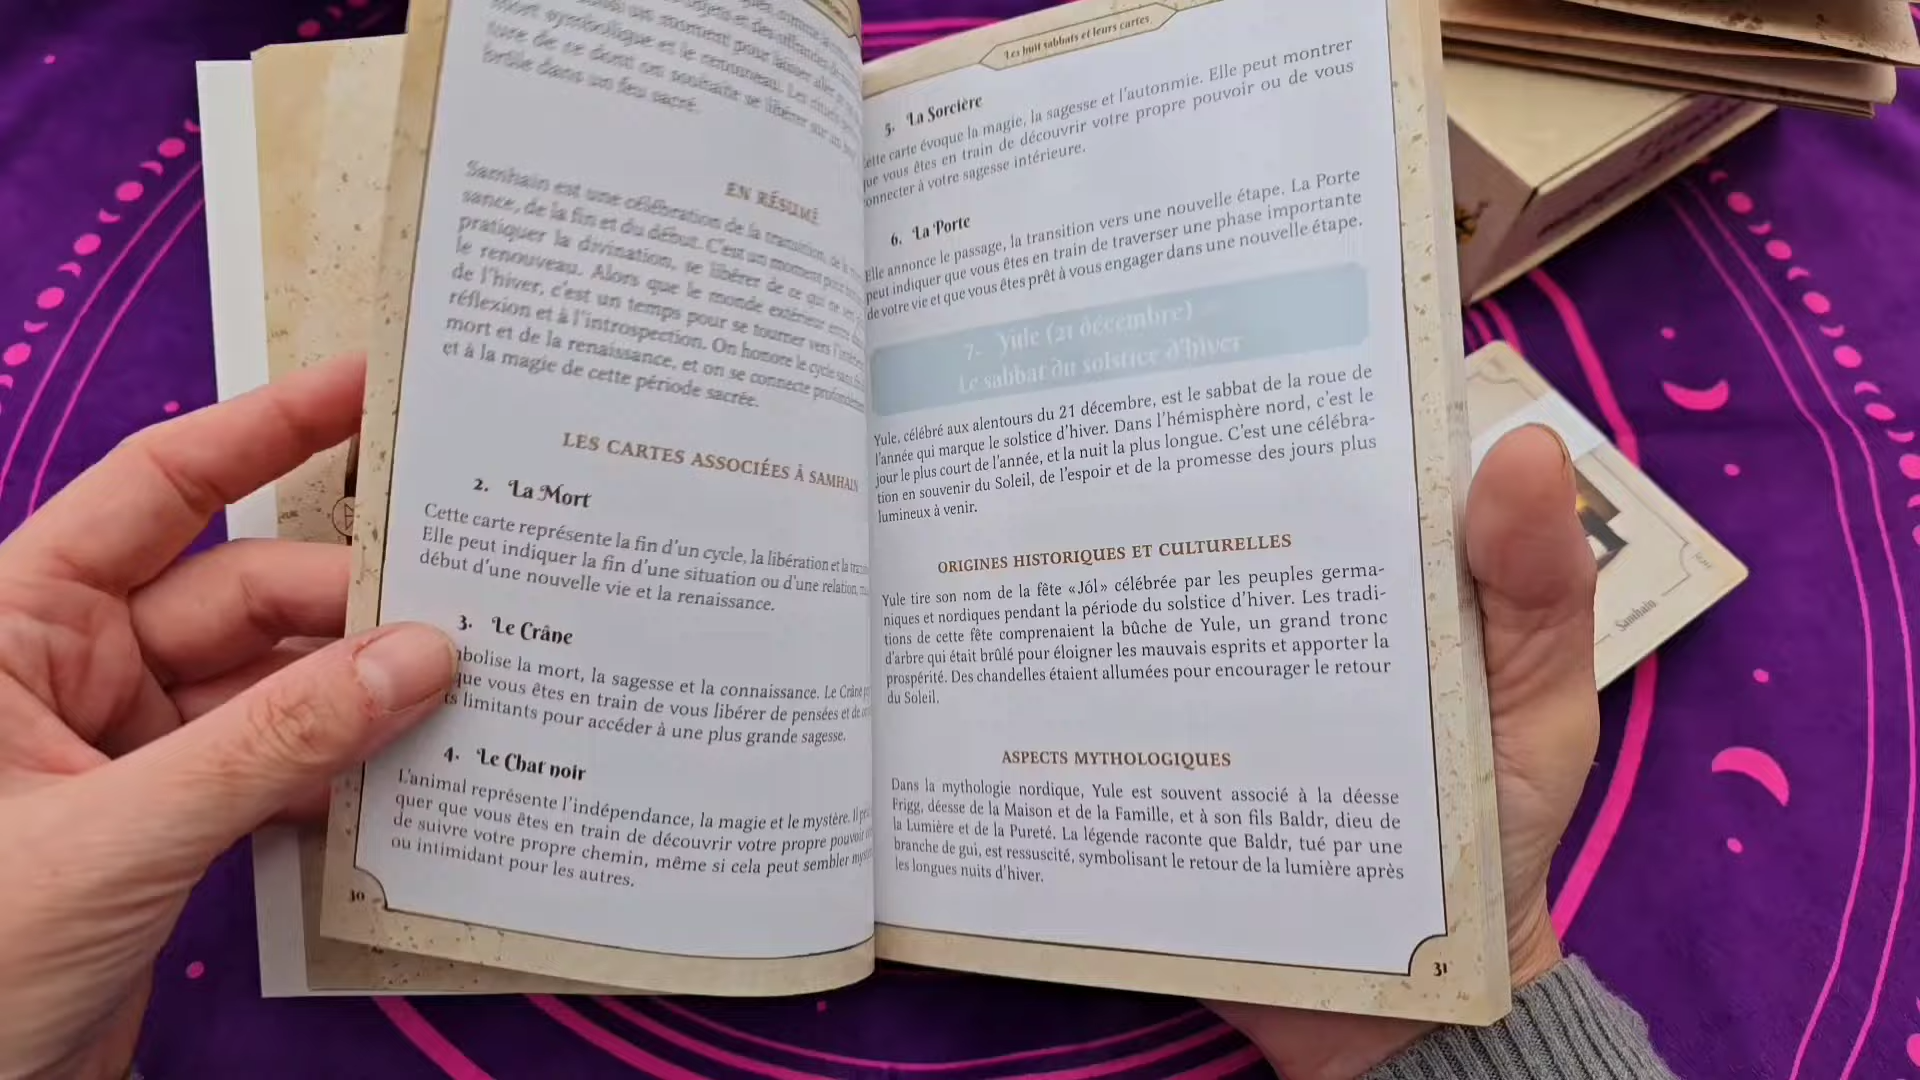 mort symbolique et le renouveau. Les
ture de ce dont on souhaite se libérer sur un
brûle dans un feu sacré.
EN RÉSUMÉ
Samhain est une célébration de la transition, de la
sance, de la fin et du début. C'est un moment pour
pratiquer la divination, se libérer de ce qui ne
le renouveau. Alors que le monde extérieur entre
de l'hiver, c'est un temps pour se tourner vers
réflexion et à l'introspection. On honore le cycle sans
mort et de la renaissance, et on se connecte
et à la magie de cette période sacrée.
LES CARTES ASSOCIÉES À SAMHAIN
2. La Mort
Cette carte représente la fin d'un cycle, la libération et la
Elle peut indiquer la fin d'une situation ou d'une relation,
début d'une nouvelle vie et la renaissance.
3. Le Crâne
la mort, la sagesse et la connaissance. Le Crâne
que vous êtes en train de vous libérer de pensées et de
limitants pour accéder à une plus grande sagesse.
4. Le Chat noir
L'animal représente l'indépendance, la magie et le mystère. Il
quer que vous êtes en train de découvrir votre propre pouvoir
de suivre votre propre chemin, même si cela peut sembler
ou intimidant pour les autres.
30
Les huit sabbats et leurs cartes
5. La Sorcière
ette carte évoque la magie, la sagesse et l'autonmie. Elle peut montrer
que vous êtes en train de découvrir votre propre pouvoir ou de vous
onnecter à votre sagesse intérieure.
6. La Porte
Elle annonce le passage, la transition vers une nouvelle étape. La Porte
peut indiquer que vous êtes en train de traverser une phase importante
de votre vie et que vous êtes prêt à vous engager dans une nouvelle étape.
7. Yule (21 décembre)
Le sabbat du solstice d'hiver
Yule, célébré aux alentours du 21 décembre, est le sabbat de la roue de
l'année qui marque le solstice d'hiver. Dans l'hémisphère nord, c'est le
jour le plus court de l'année, et la nuit la plus longue. C'est une célébra-
tion en souvenir du Soleil, de l'espoir et de la promesse des jours plus
lumineux à venir.
ORIGINES HISTORIQUES ET CULTURELLES
Yule tire son nom de la fête «Jól» célébrée par les peuples germa-
niques et nordiques pendant la période du solstice d'hiver. Les tradi-
tions de cette fête comprenaient la bûche de Yule, un grand tronc
d'arbre qui était brûlé pour éloigner les mauvais esprits et apporter la
prospérité. Des chandelles étaient allumées pour encourager le retour
du Soleil.
ASPECTS MYTHOLOGIQUES
Dans la mythologie nordique, Yule est souvent associé à la déesse
Frigg, déesse de la Maison et de la Famille, et à son fils Baldr, dieu de
la Lumière et de la Pureté. La légende raconte que Baldr, tué par une
branche de gui, est ressuscité, symbolisant le retour de la lumière après
les longues nuits d'hiver.
31
Samhain